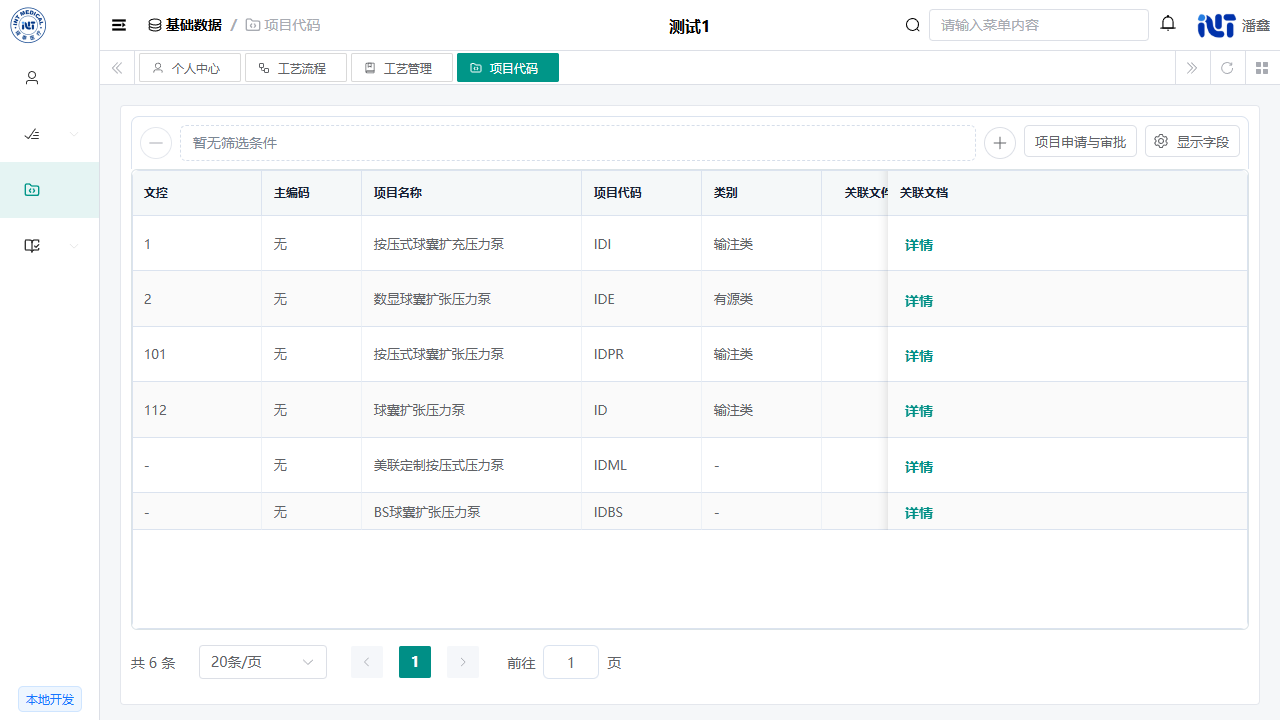 基础数据 / 项目代码
测试1
请输入菜单内容
潘鑫
个人中心 工艺流程 工艺管理 项目代码
暂无筛选条件
项目申请与审批 显示字段
文控 主编码 项目名称 项目代码 类别 关联文件 关联文档
1 无 按压式球囊扩充压力泵 IDI 输注类 详情
2 无 数显球囊扩张压力泵 IDE 有源类 详情
101 无 按压式球囊扩张压力泵 IDPR 输注类 详情
112 无 球囊扩张压力泵 ID 输注类 详情
- 无 美联定制按压式压力泵 IDML - 详情
- 无 BS球囊扩张压力泵 IDBS - 详情
共 6 条 20条/页 1 前往 1 页
本地开发